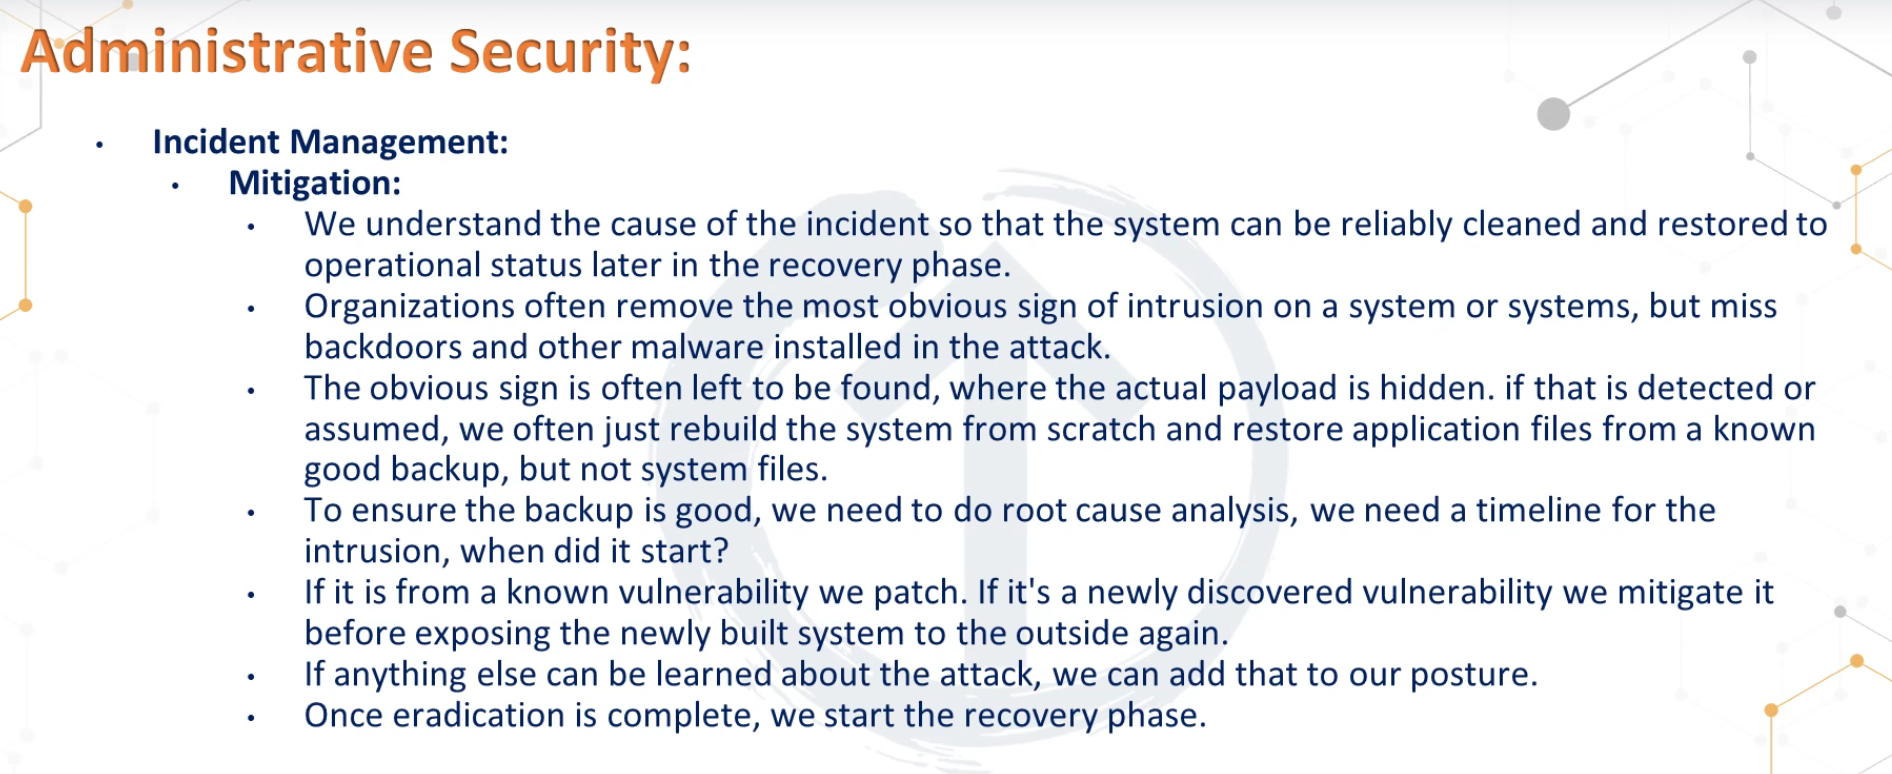 Administrative Security:
• Incident Management:
• Mitigation:
• We understand the cause of the incident so that the system can be reliably cleaned and restored to
operational status later in the recovery phase.
• Organizations often remove the most obvious sign of intrusion on a system or systems, but miss
backdoors and other malware installed in the attack.
• The obvious sign is often left to be found, where the actual payload is hidden. if that is detected or
assumed, we often just rebuild the system from scratch and restore application files from a known
good backup, but not system files.
• To ensure the backup is good, we need to do root cause analysis, we need a timeline for the
intrusion, when did it start?
• If it is from a known vulnerability we patch. If it's a newly discovered vulnerability we mitigate it
before exposing the newly built system to the outside again.
• If anything else can be learned about the attack, we can add that to our posture.
• Once eradication is complete, we start the recovery phase.